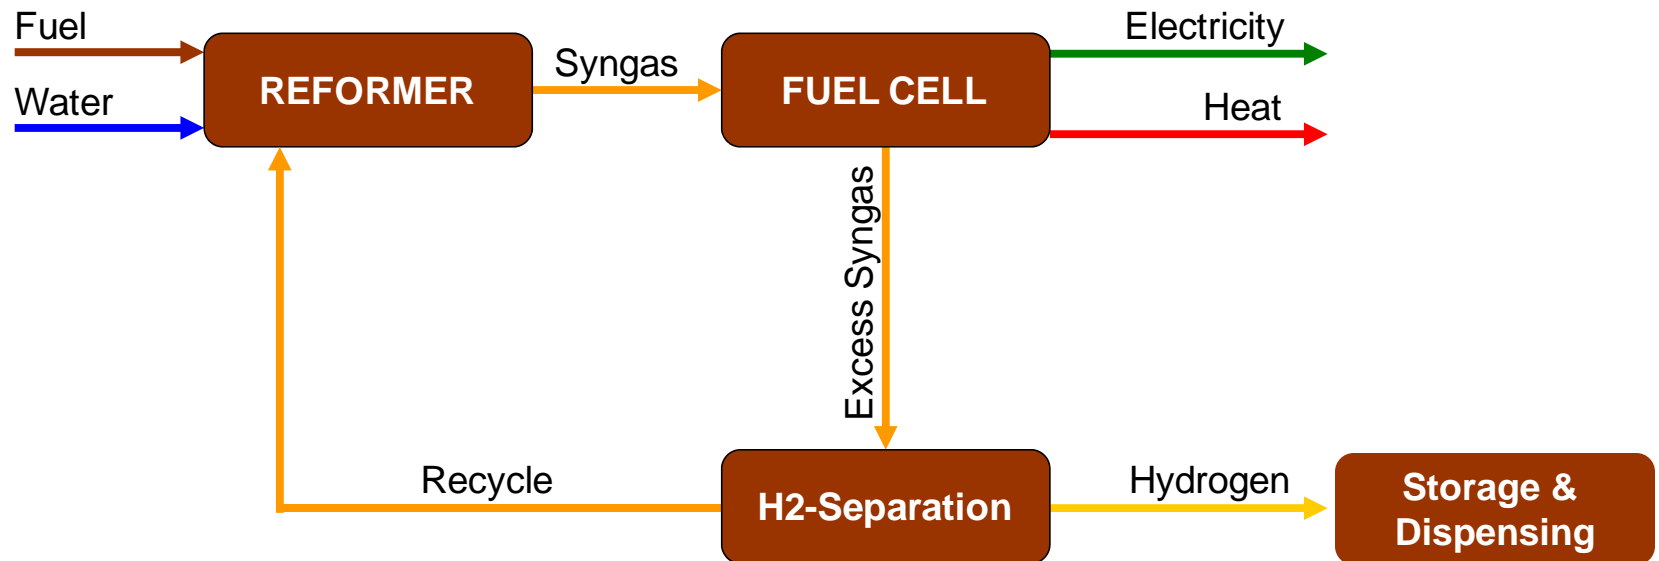 Fuel
Electricity
Syngas
REFORMER
FUEL CELL
Water
Heat
Excess Syngas
Recycle
Hydrogen
H2-Separation
Storage &
Dispensing